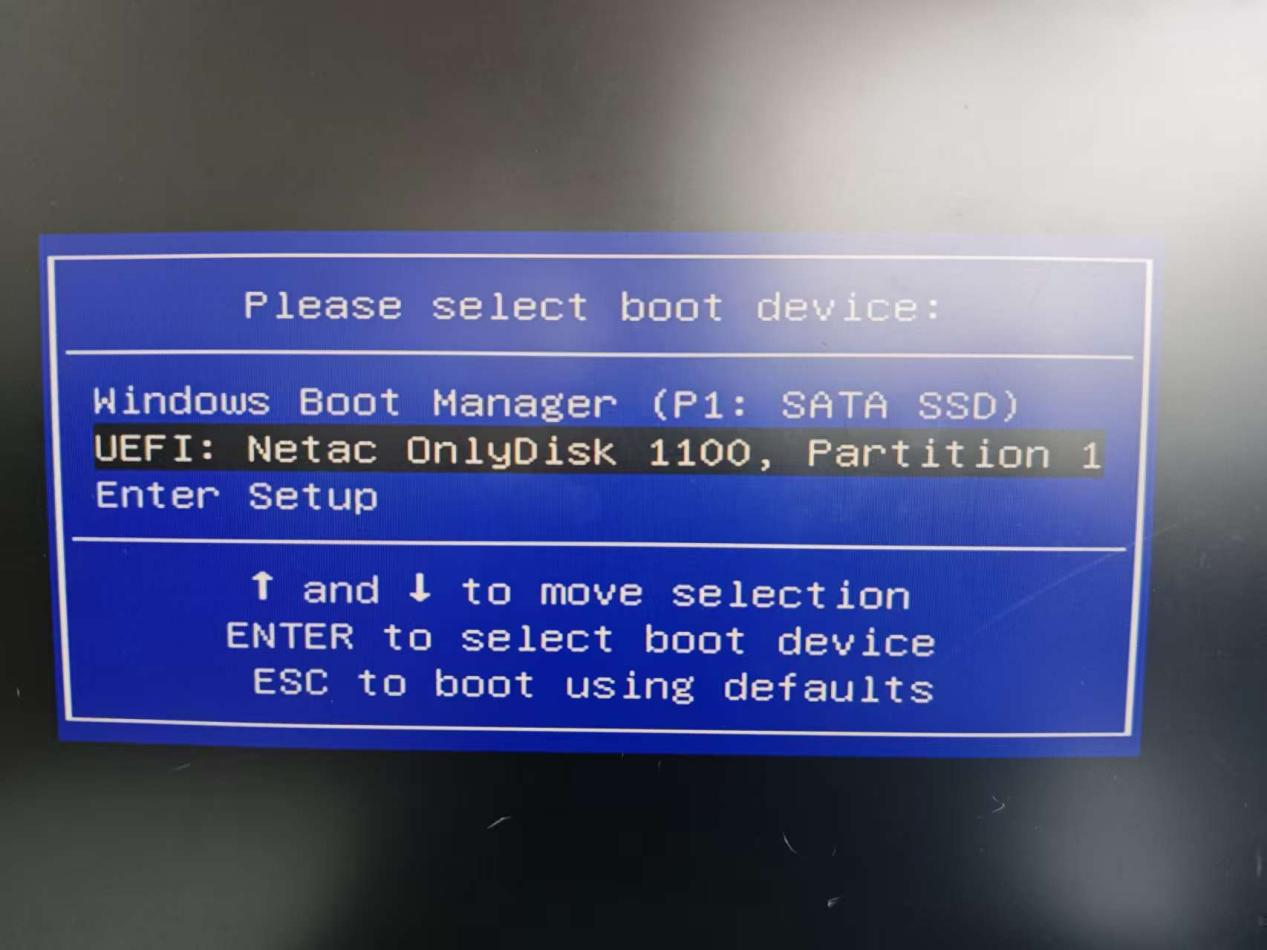 Please select boot device:
Windows Boot Manager (P1: SATA SSD)
UEFI: Netac OnlyDisk 1100, Partition 1
Enter Setup
↑ and ↓ to move selection
ENTER to select boot device
ESC to boot using defaults